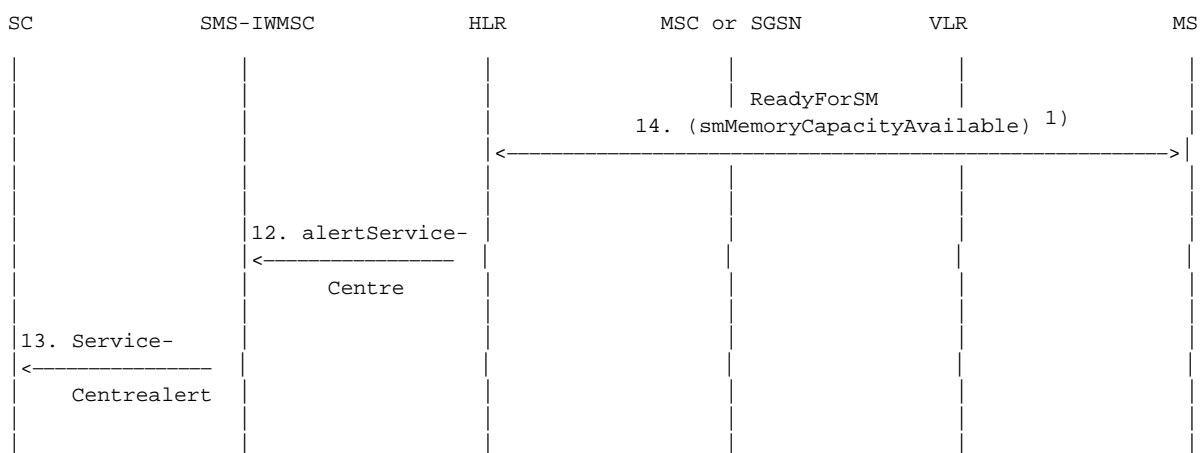 SC SMS-IWMSC HLR MSC or SGSN VLR MS
ReadyForSM
14. (smMemoryCapacityAvailable) 1)
12. alertService-
Centre
13. Service-
Centrealert